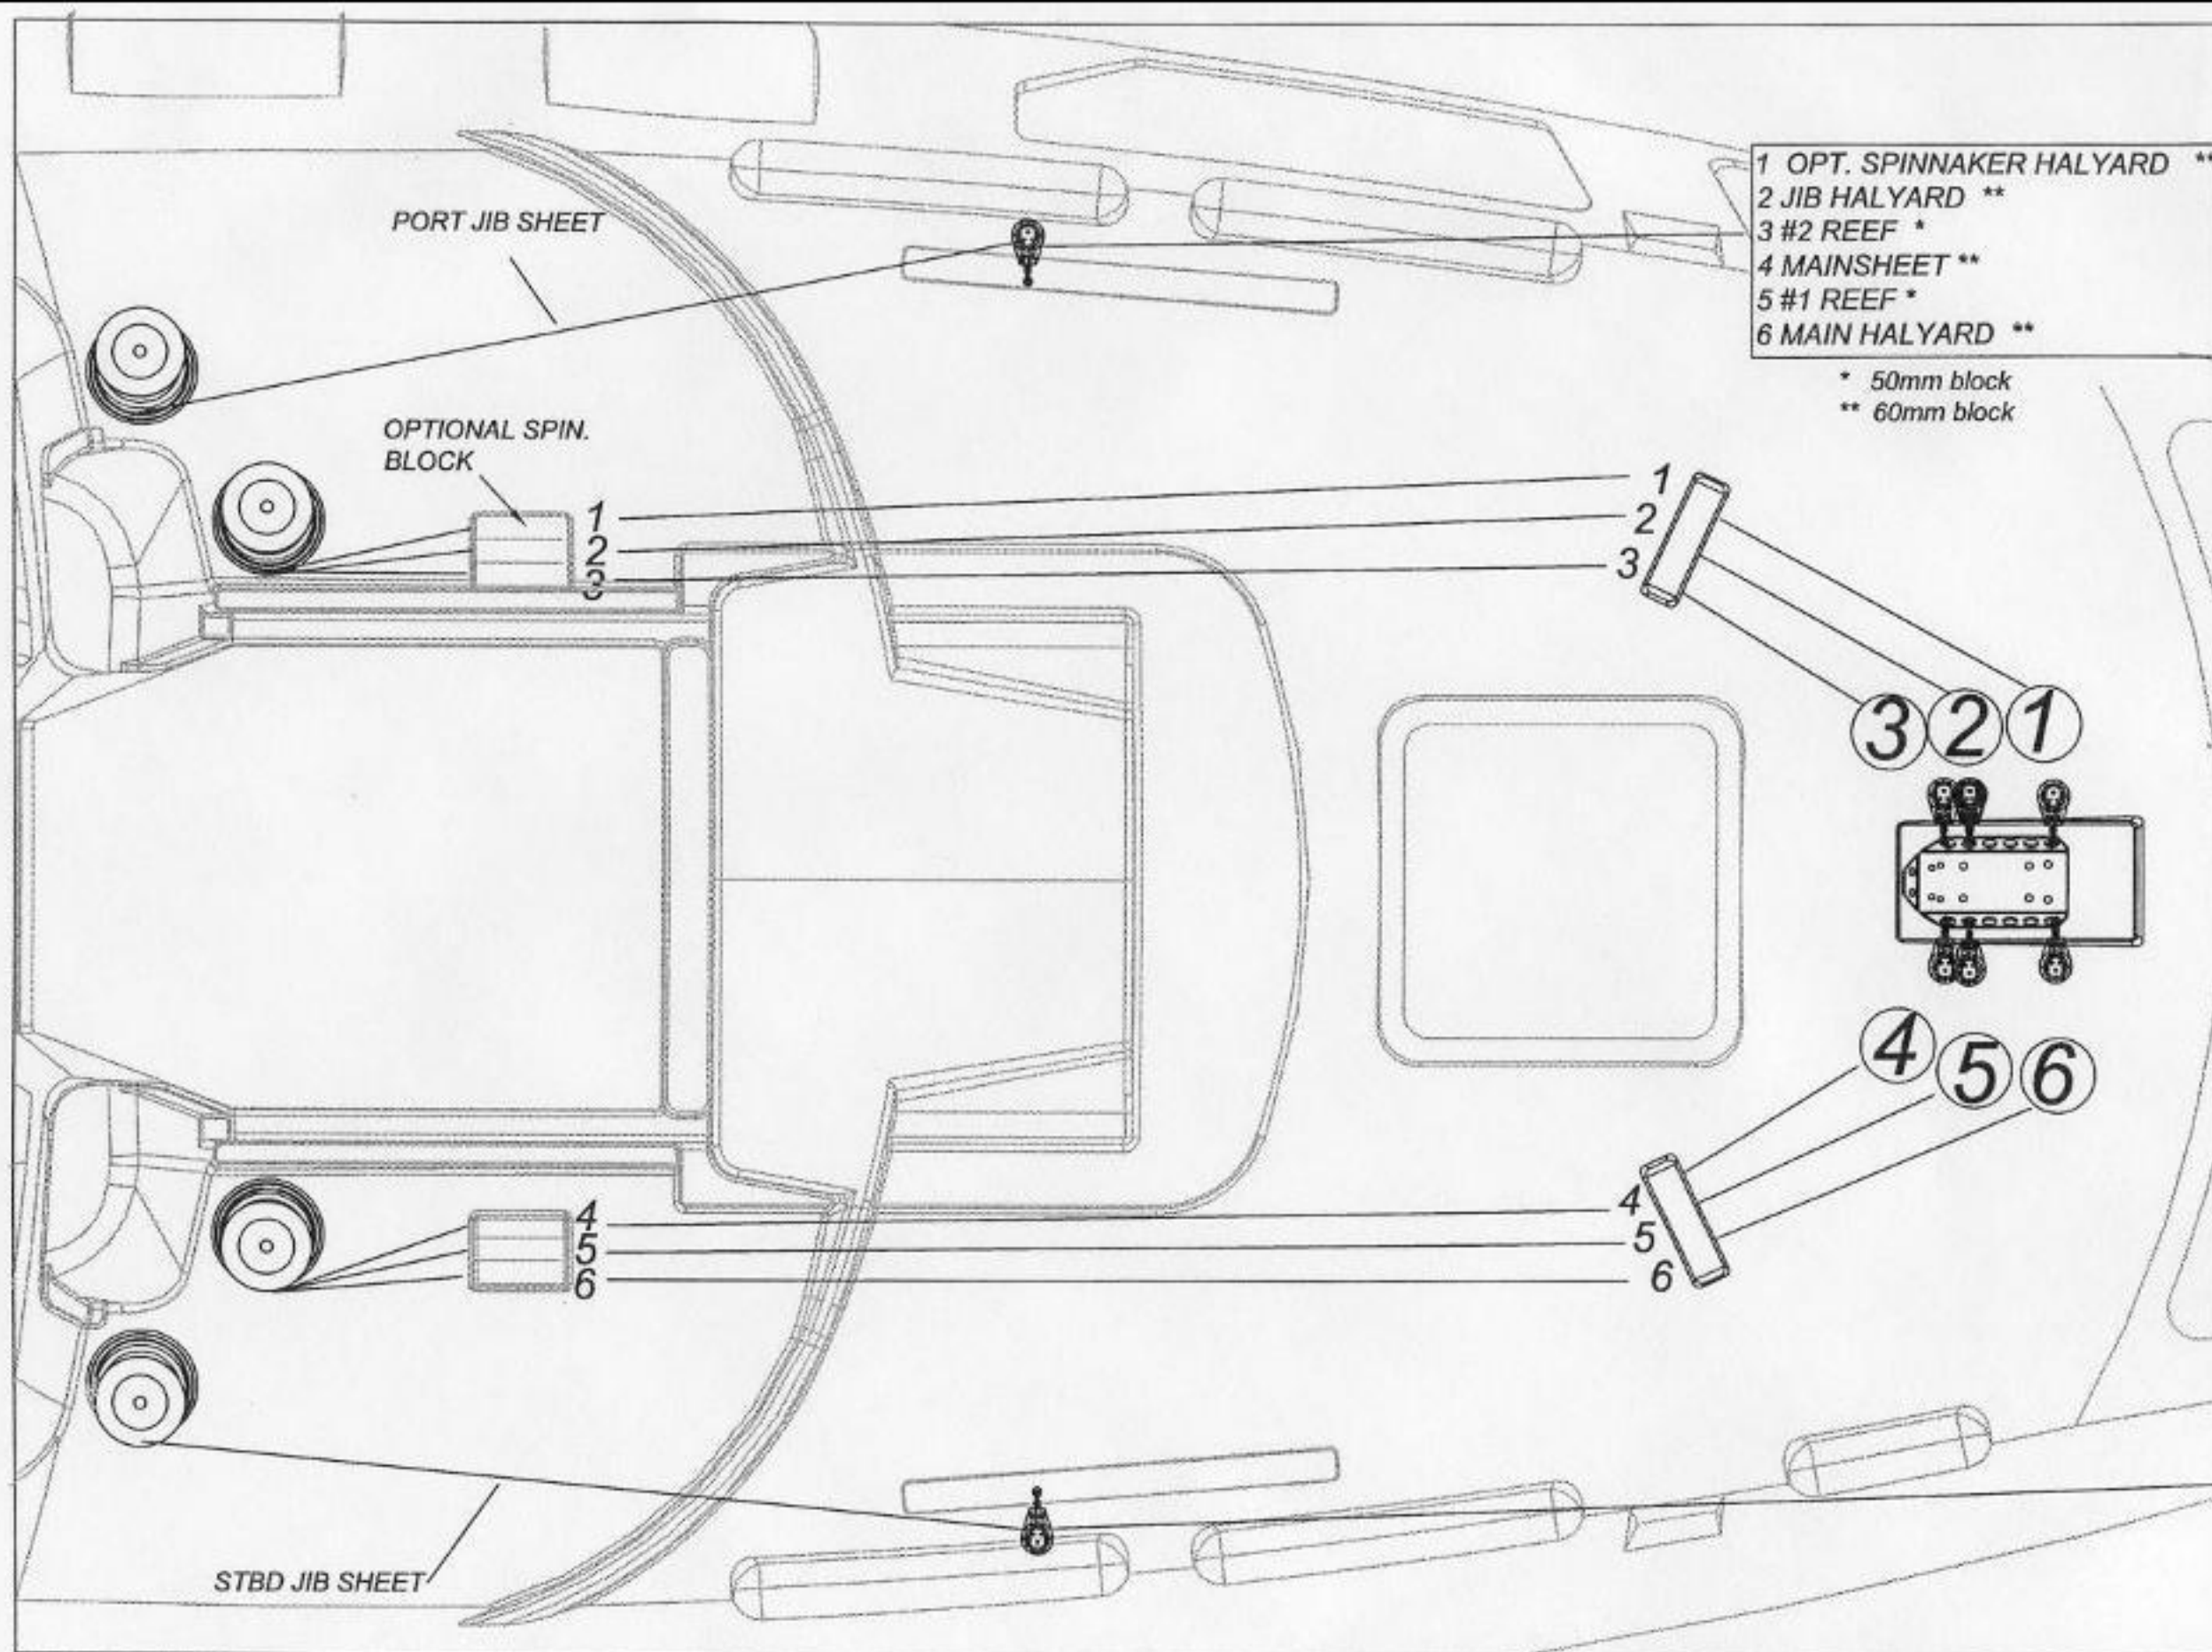 1 OPT. SPINNAKER HALYARD **
2 JIB HALYARD **
3 #2 REEF *
4 MAINSHEET **
5 #1 REEF *
6 MAIN HALYARD **
* 50mm block
** 60mm block
PORT JIB SHEET
OPTIONAL SPIN.
BLOCK
1
2
3
1
2
3
3 2 1
4 5 6
4
5
6
4
5
6
STBD JIB SHEET